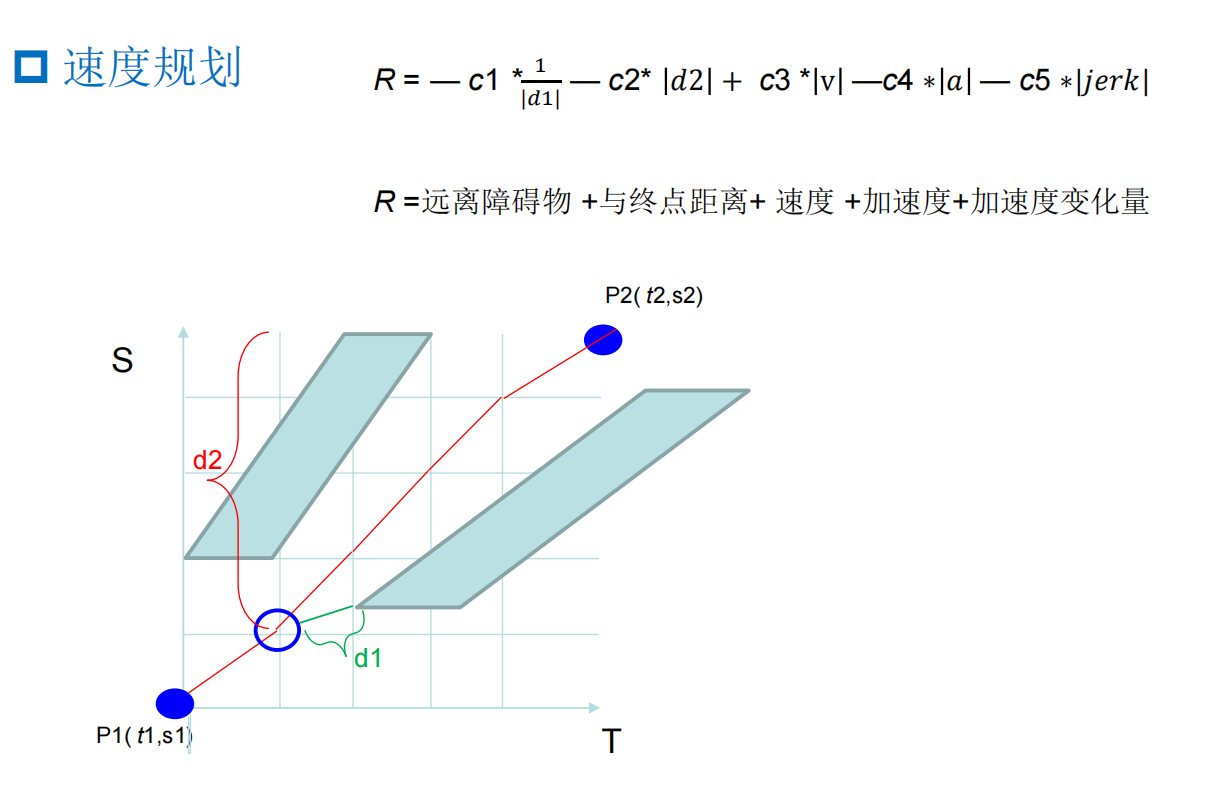 速度规划
R = — c1 * 1/|d1| — c2* |d2| + c3 *|v| —c4 ∗|a| — c5 ∗|jerk|
R =远离障碍物 +与终点距离+ 速度 +加速度+加速度变化量
P2( t2,s2)
S
d2
d1
P1( t1,s1)
T